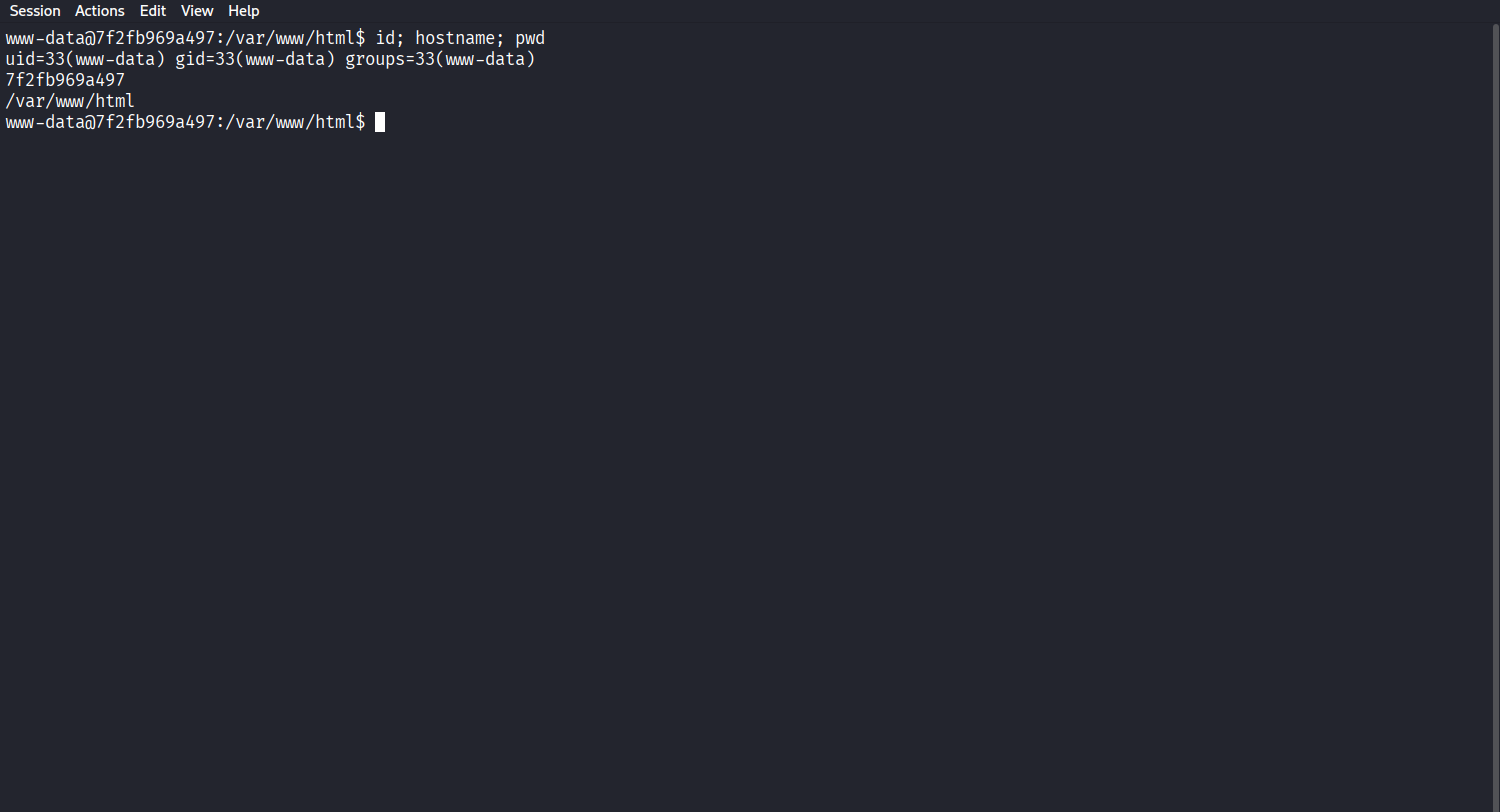 Session Actions Edit View Help
www-data@7f2fb969a497:/var/www/html$ id; hostname; pwd
uid=33(www-data) gid=33(www-data) groups=33(www-data)
7f2fb969a497
/var/www/html
www-data@7f2fb969a497:/var/www/html$